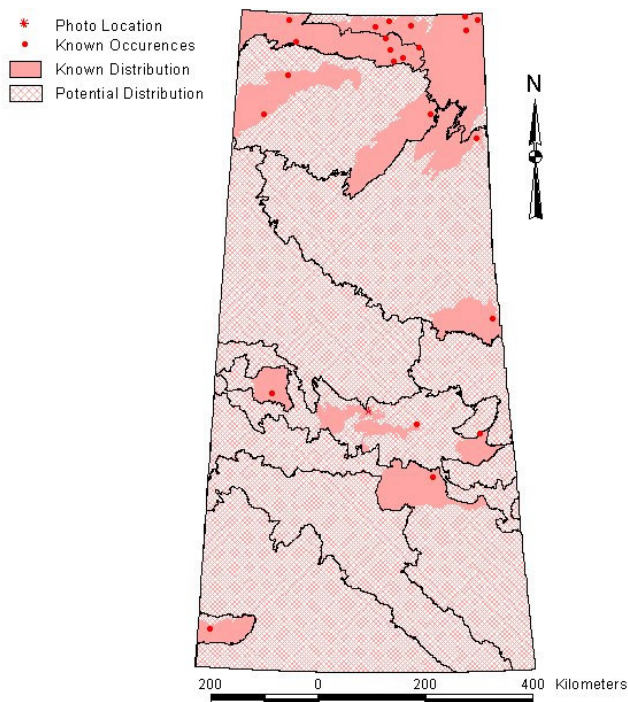 Photo Location
Known Occurences
Known Distribution
Potential Distribution
N
200 0 200 400 Kilometers